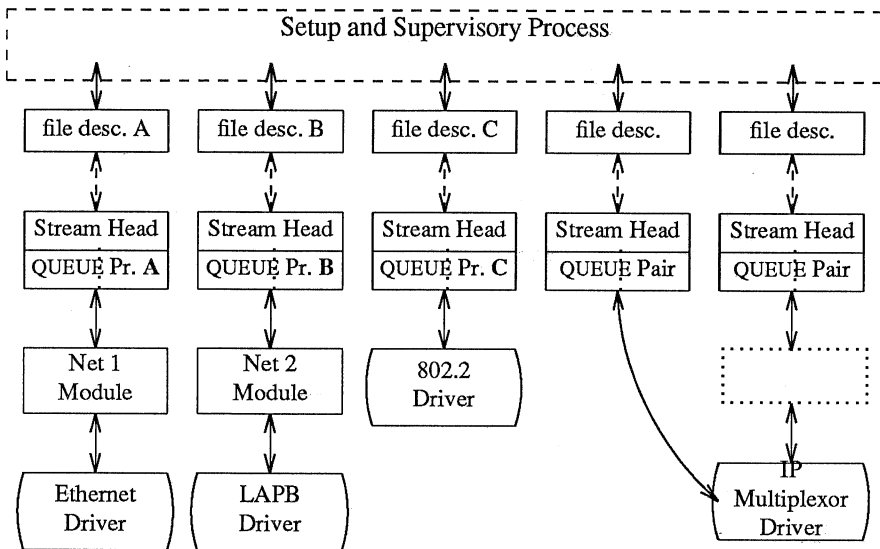 Setup and Supervisory Process
file desc. A
file desc. B
file desc. C
file desc.
file desc.
Stream Head
Stream Head
Stream Head
Stream Head
Stream Head
QUEUE Pr. A
QUEUE Pr. B
QUEUE Pr. C
QUEUE Pair
QUEUE Pair
Net 1
Module
Net 2
Module
802.2
Driver
Ethernet
Driver
LAPB
Driver
IP
Multiplexor
Driver